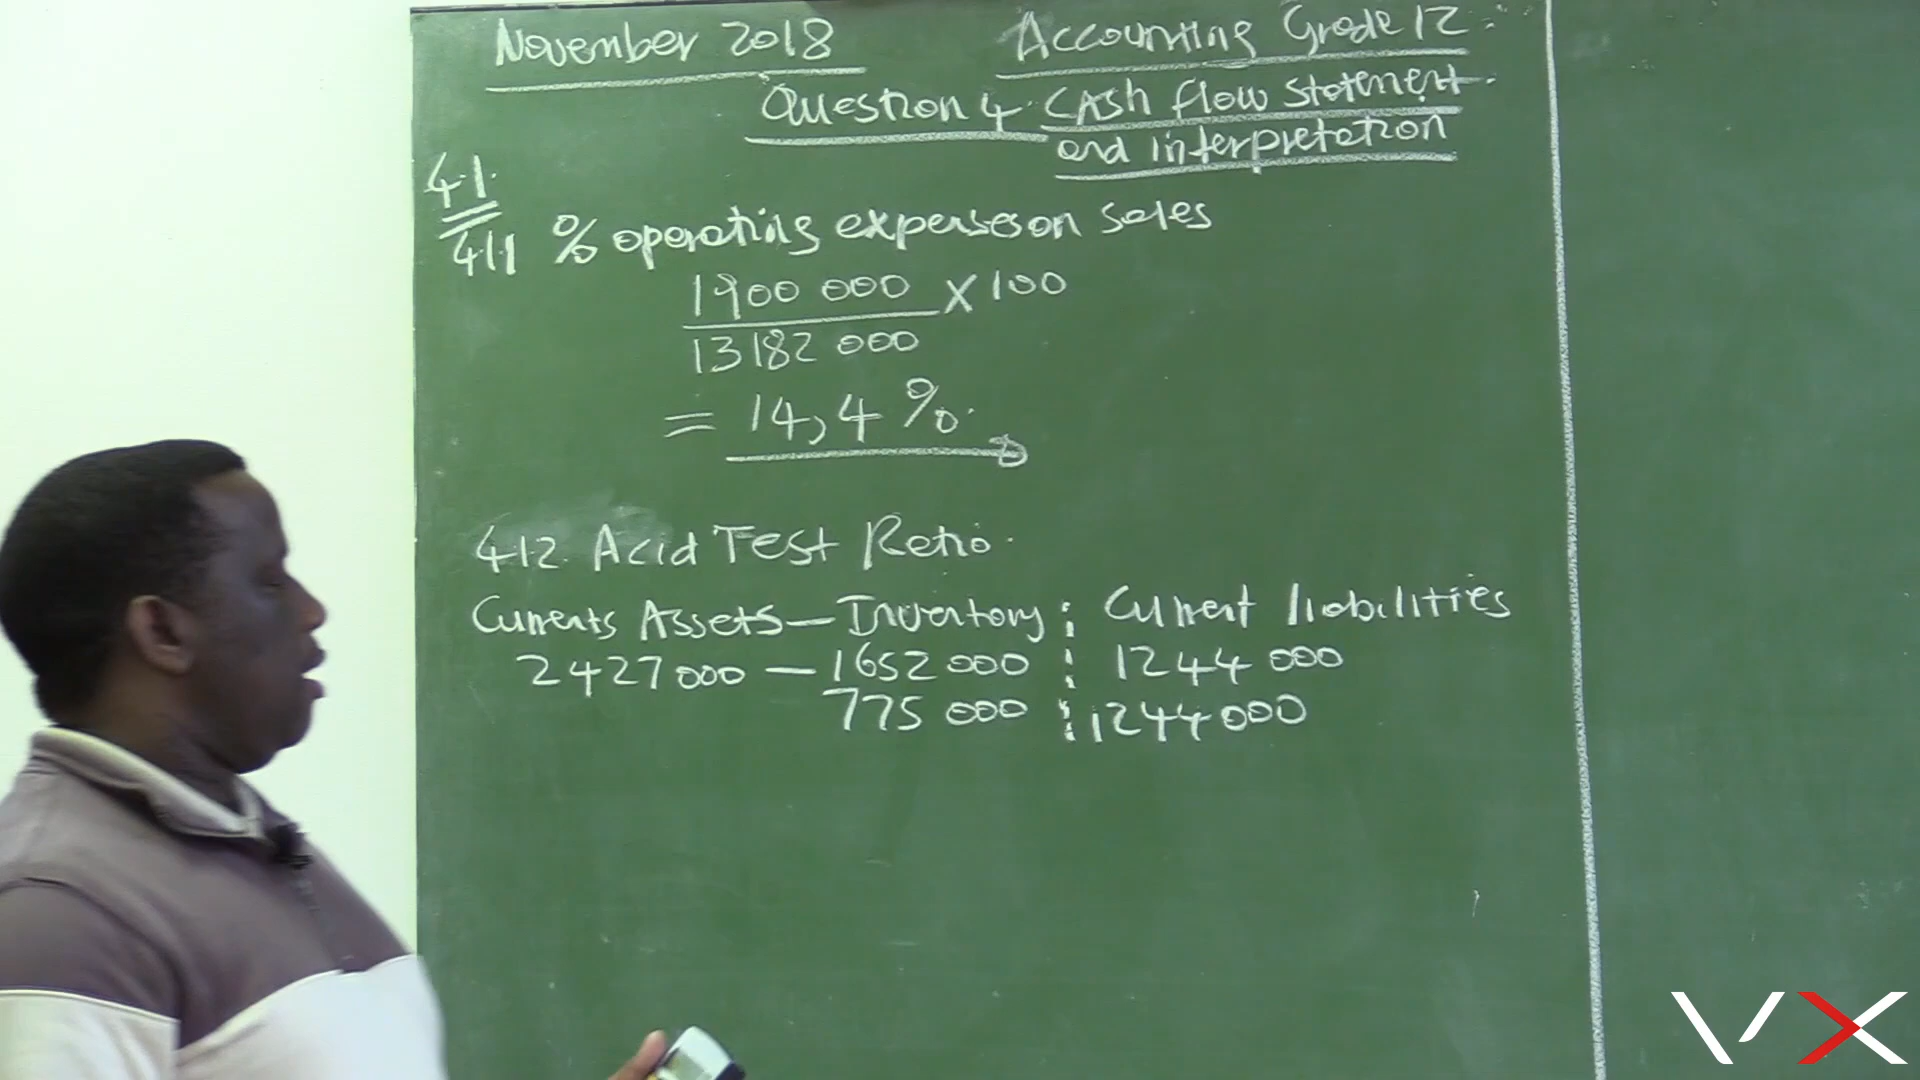 November 2018 Accounting Grade 12
Question 4. Cash flow statement
and interpretation
4.1.
4.1.1 % operating expenses on sales
1900 000 × 100
13182 000
= 14,4 %.
4.1.2. Acid Test Ratio.
Currents Assets — Inventory : Current liabilities
2427 000 — 1652 000 : 1244 000
775 000 : 1244 000
VX